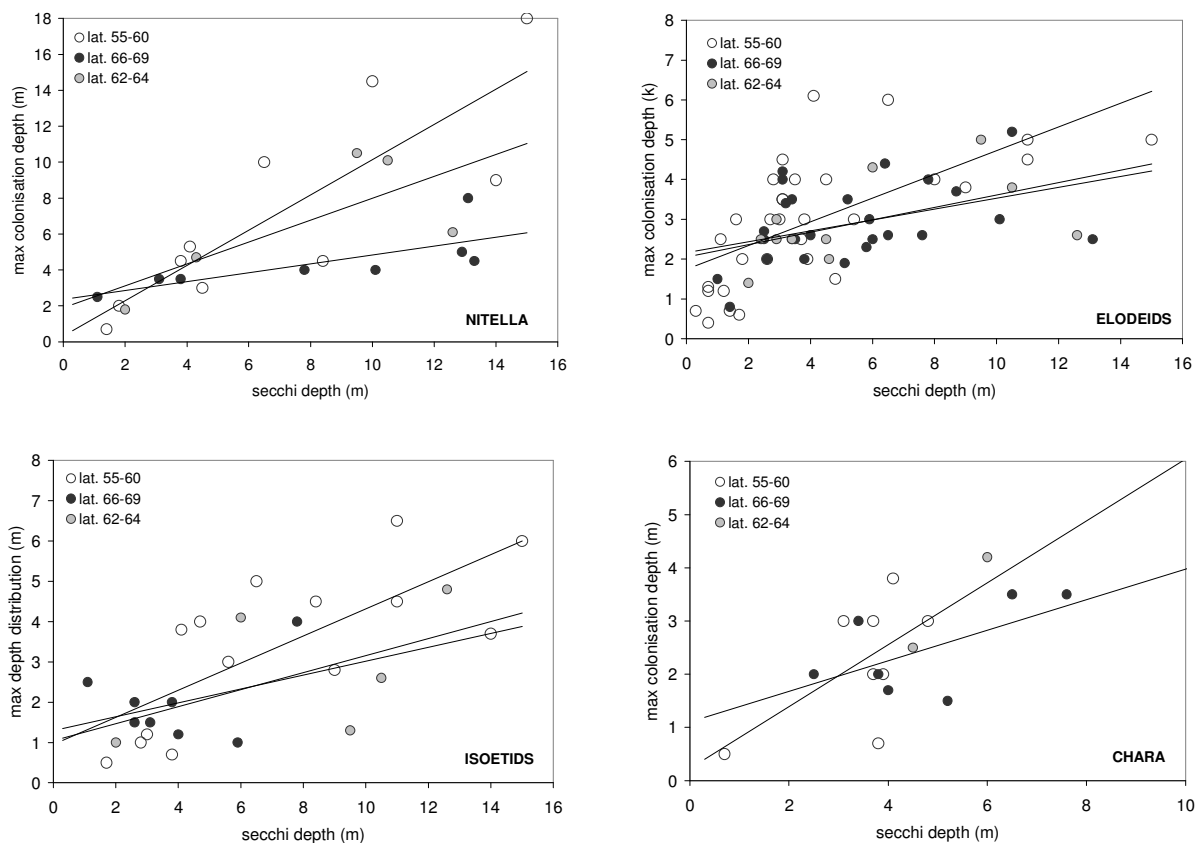 max colonisation depth (m)
18
16
14
12
10
8
6
4
2
0
lat. 55-60
lat. 66-69
lat. 62-64
NITELLA
0 2 4 6 8 10 12 14 16
secchi depth (m)
max colonisation depth (k)
8
7
6
5
4
3
2
1
0
lat. 55-60
lat. 66-69
lat. 62-64
ELODEIDS
0 2 4 6 8 10 12 14 16
secchi depth (m)
max depth distribution (m)
8
7
6
5
4
3
2
1
0
lat. 55-60
lat. 66-69
lat. 62-64
ISOETIDS
0 2 4 6 8 10 12 14 16
secchi depth (m)
max colonisation depth (m)
6
5
4
3
2
1
0
lat. 55-60
lat. 66-69
lat. 62-64
CHARA
0 2 4 6 8 10
secchi depth (m)